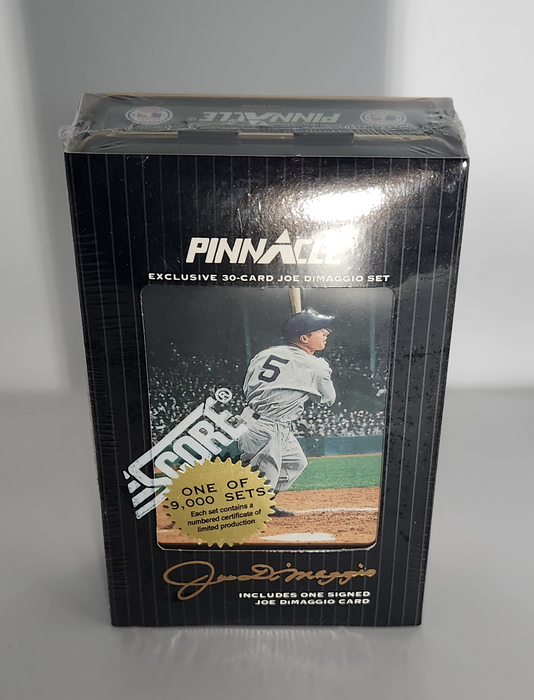 PINNACLE®
PINNACLE
EXCLUSIVE 30-CARD JOE DiMAGGIO SET
5
SCORE®
ONE OF
9,000 SETS
Each set contains a
numbered certificate of
limited production
Joe DiMaggio
INCLUDES ONE SIGNED
JOE DiMAGGIO CARD